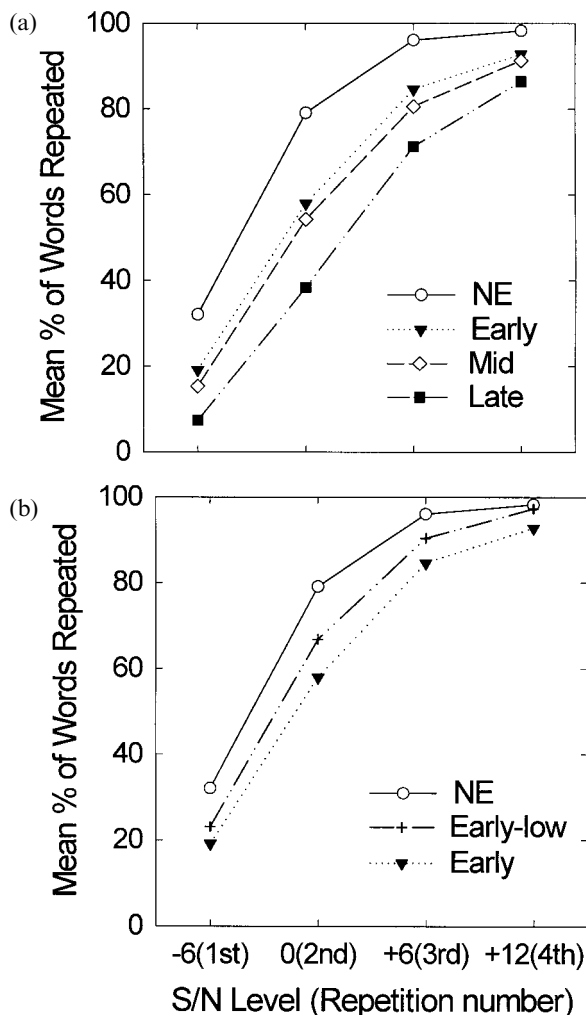 (a)
Mean % of Words Repeated
100
80
60
40
20
0
NE
Early
Mid
Late
(b)
Mean % of Words Repeated
100
80
60
40
20
0
NE
Early-low
Early
-6(1st) 0(2nd) +6(3rd) +12(4th)
S/N Level (Repetition number)